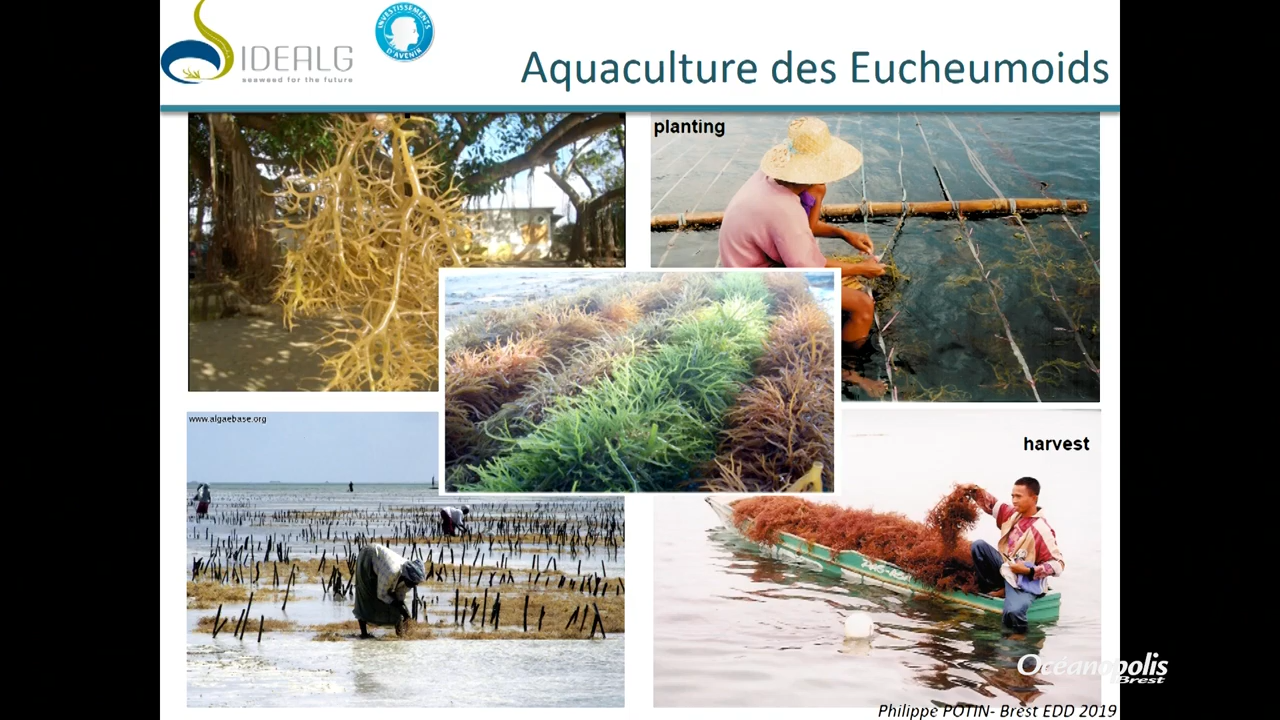 IDEALG
seaweed for the future
INVESTISSEMENTS
D'AVENIR
Aquaculture des Eucheumoids
planting
www.algaebase.org
harvest
Océanopolis
Brest
Philippe POTIN- Brest EDD 2019